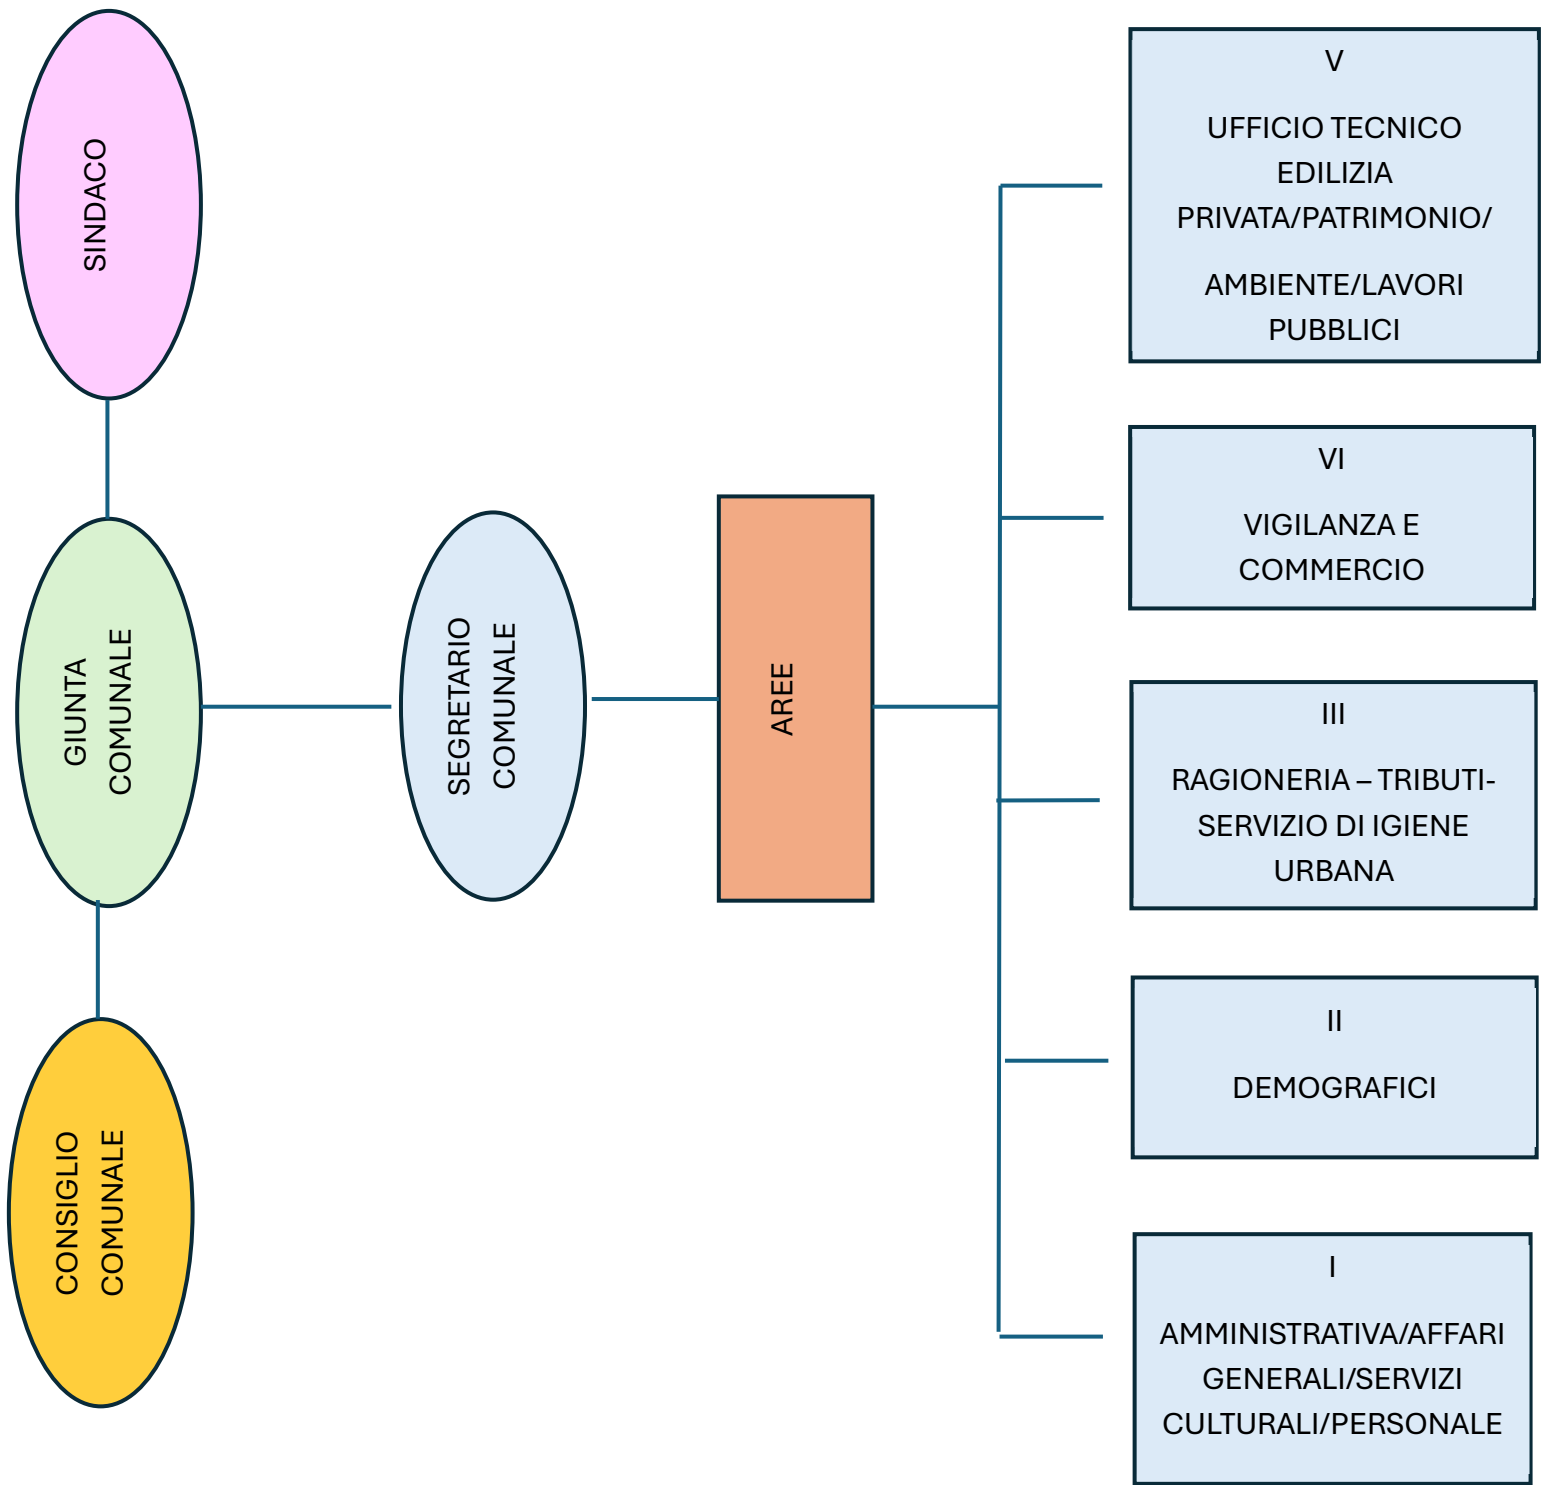 SINDACO
GIUNTA
COMUNALE
CONSIGLIO
COMUNALE
SEGRETARIO
COMUNALE
AREE
V
UFFICIO TECNICO
EDILIZIA
PRIVATA/PATRIMONIO/
AMBIENTE/LAVORI
PUBBLICI
VI
VIGILANZA E
COMMERCIO
III
RAGIONERIA – TRIBUTI-
SERVIZIO DI IGIENE
URBANA
II
DEMOGRAFICI
I
AMMINISTRATIVA/AFFARI
GENERALI/SERVIZI
CULTURALI/PERSONALE